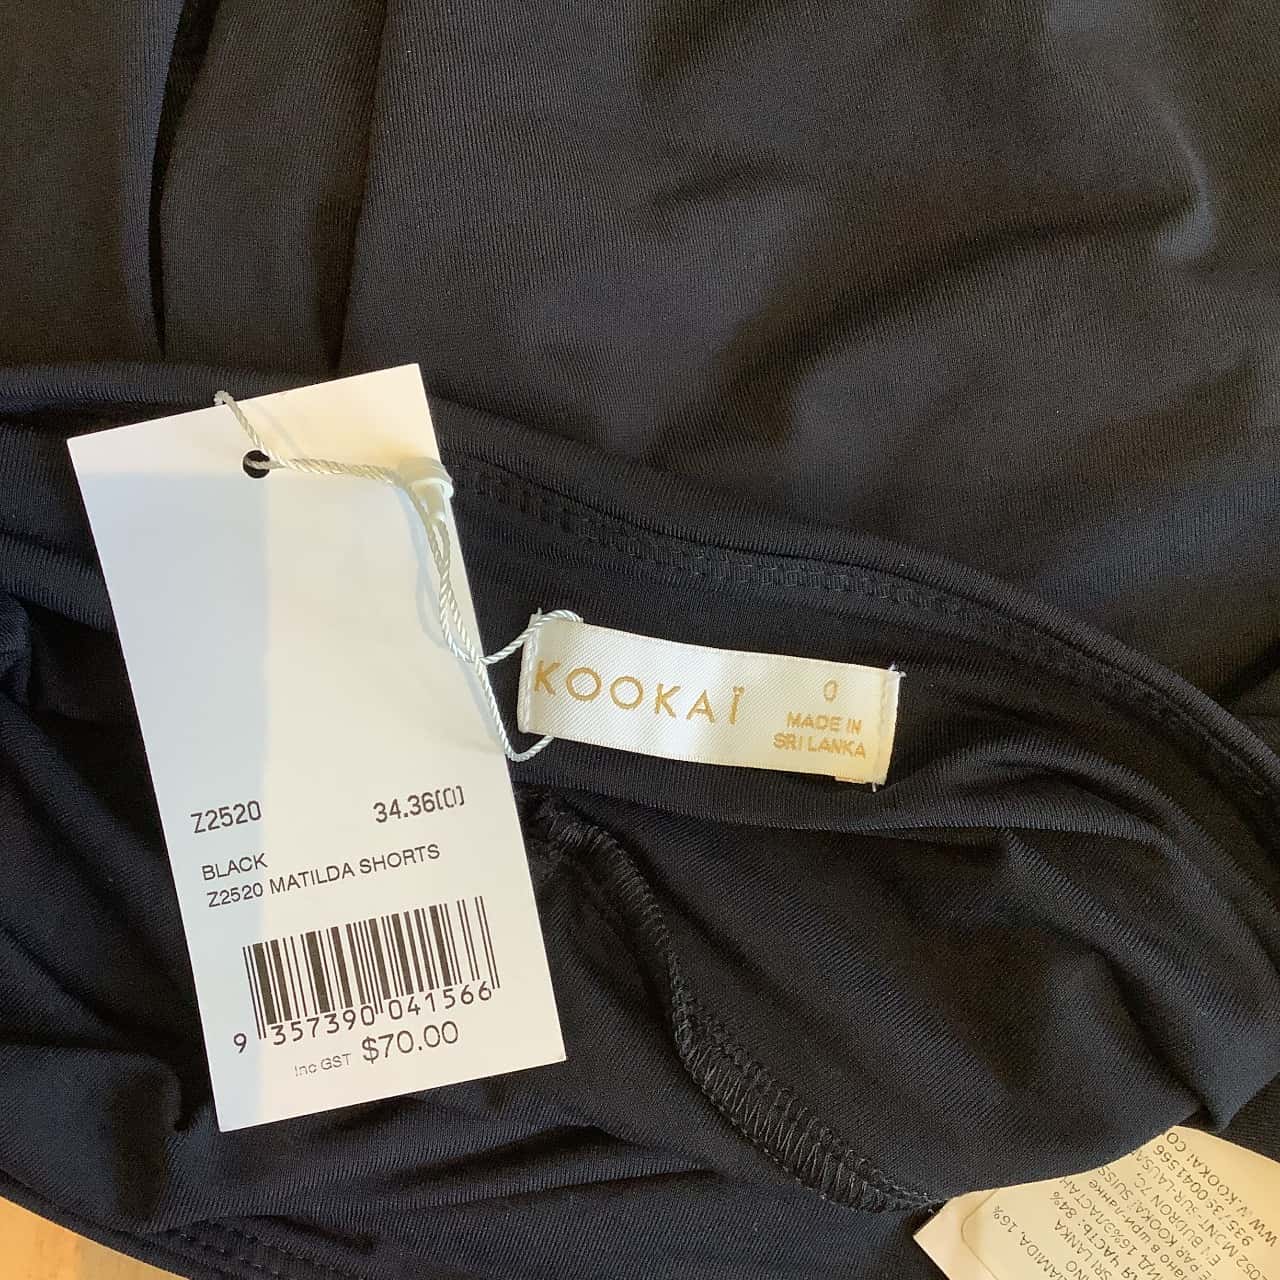 Z2520 34.36(0)
BLACK
Z2520 MATILDA SHORTS
9 357390 041566
Inc GST $70.00
KOOKAÏ
0
MADE IN
SRI LANKA